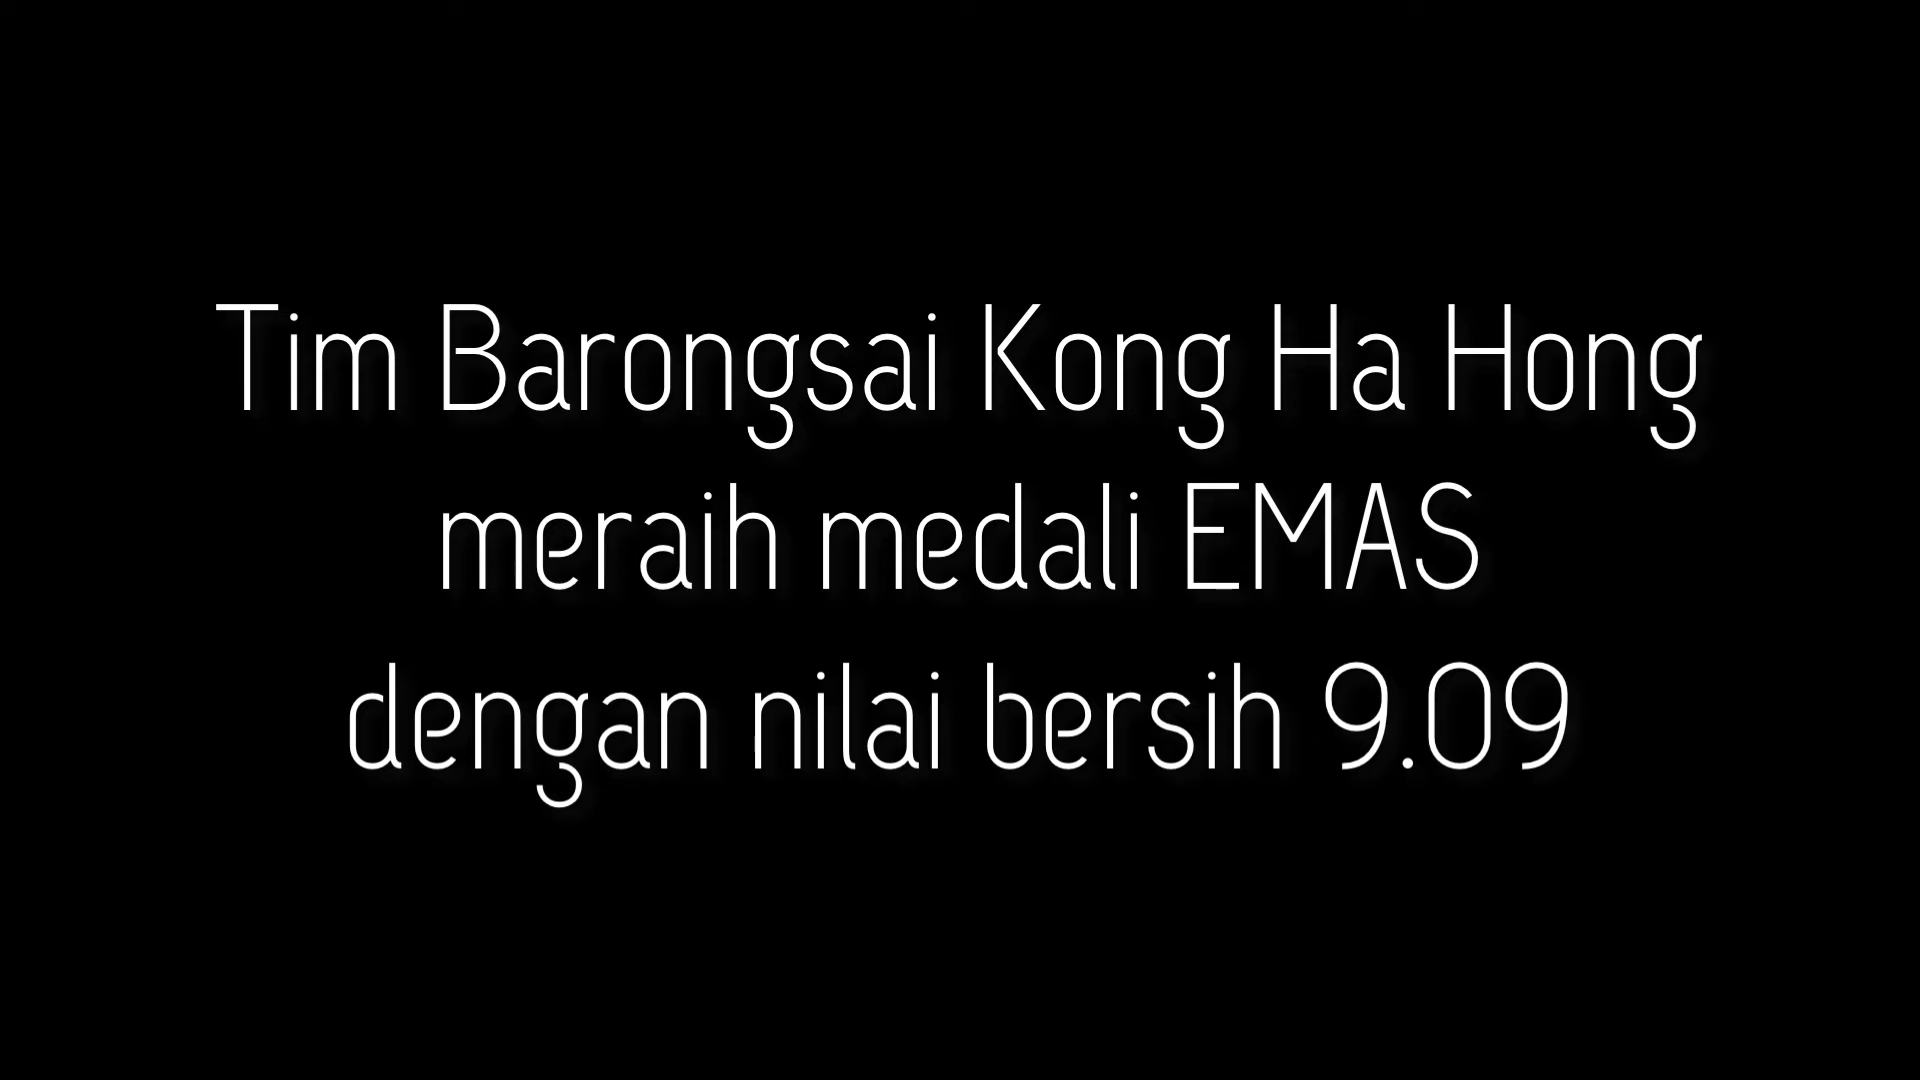 Tim Barongsai Kong Ha Hong
meraih medali EMAS
dengan nilai bersih 9.09